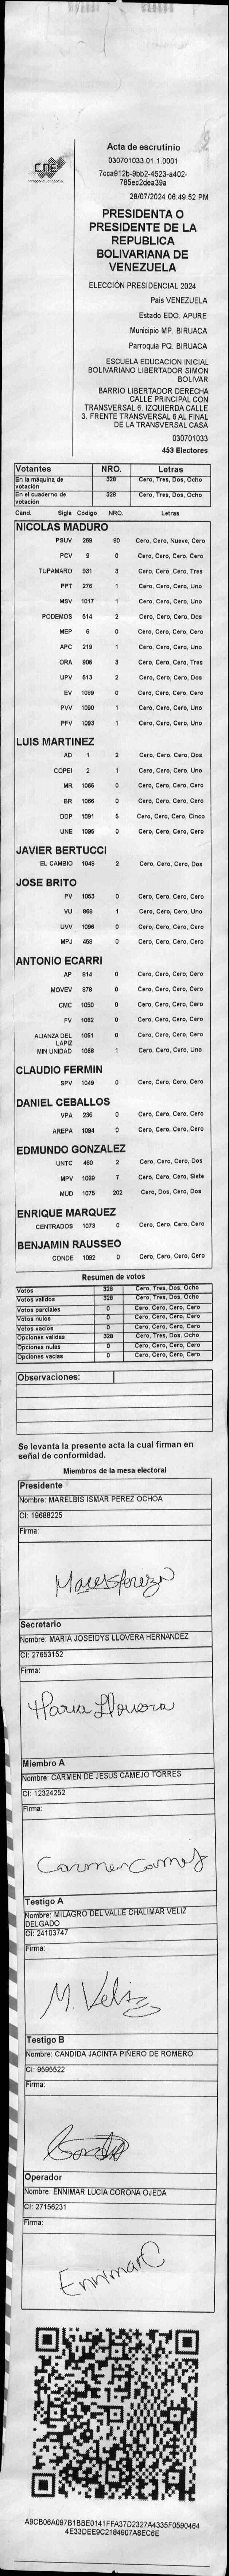 CNE
Acta de escrutinio
030701033.01.1.0001
7cca912b-9bb2-4523-a402-
785ec2dea39a
28/07/2024 06:49:52 PM
PRESIDENTA O
PRESIDENTE DE LA
REPUBLICA
BOLIVARIANA DE
VENEZUELA
ELECCIÓN PRESIDENCIAL 2024
País VENEZUELA
Estado EDO. APURE
Municipio MP. BIRUACA
Parroquia PQ. BIRUACA
ESCUELA EDUCACION INICIAL
BOLIVARIANO LIBERTADOR SIMON
BOLIVAR
BARRIO LIBERTADOR DERECHA
CALLE PRINCIPAL CON
TRANSVERSAL 6. IZQUIERDA CALLE
3. FRENTE TRANSVERSAL 6 AL FINAL
DE LA TRANSVERSAL CASA
030701033
453 Electores
Votantes NRO. Letras
En la máquina de votación 328 Cero, Tres, Dos, Ocho
En el cuaderno de votación 328 Cero, Tres, Dos, Ocho
Cand. Sigla Código NRO. Letras
NICOLAS MADURO
PSUV 269 90 Cero, Cero, Nueve, Cero
PCV 9 0 Cero, Cero, Cero, Cero
TUPAMARO 931 3 Cero, Cero, Cero, Tres
PPT 276 1 Cero, Cero, Cero, Uno
MSV 1017 1 Cero, Cero, Cero, Uno
PODEMOS 514 2 Cero, Cero, Cero, Dos
MEP 6 0 Cero, Cero, Cero, Cero
APC 219 1 Cero, Cero, Cero, Uno
ORA 908 3 Cero, Cero, Cero, Tres
UPV 513 2 Cero, Cero, Cero, Dos
EV 1089 0 Cero, Cero, Cero, Cero
PVV 1090 1 Cero, Cero, Cero, Uno
PFV 1093 1 Cero, Cero, Cero, Uno
LUIS MARTINEZ
AD 1 2 Cero, Cero, Cero, Dos
COPEI 2 1 Cero, Cero, Cero, Uno
MR 1065 0 Cero, Cero, Cero, Cero
BR 1066 0 Cero, Cero, Cero, Cero
DDP 1091 5 Cero, Cero, Cero, Cinco
UNE 1095 0 Cero, Cero, Cero, Cero
JAVIER BERTUCCI
EL CAMBIO 1048 2 Cero, Cero, Cero, Dos
JOSE BRITO
PV 1053 0 Cero, Cero, Cero, Cero
VU 868 1 Cero, Cero, Cero, Uno
UVV 1096 0 Cero, Cero, Cero, Cero
MPJ 458 0 Cero, Cero, Cero, Cero
ANTONIO ECARRI
AP 914 0 Cero, Cero, Cero, Cero
MOVEV 978 0 Cero, Cero, Cero, Cero
CMC 1050 0 Cero, Cero, Cero, Cero
FV 1062 0 Cero, Cero, Cero, Cero
ALIANZA DEL LAPIZ 1051 0 Cero, Cero, Cero, Cero
MIN UNIDAD 1068 1 Cero, Cero, Cero, Uno
CLAUDIO FERMIN
SPV 1049 0 Cero, Cero, Cero, Cero
DANIEL CEBALLOS
VPA 236 0 Cero, Cero, Cero, Cero
AREPA 1094 0 Cero, Cero, Cero, Cero
EDMUNDO GONZALEZ
UNTC 460 2 Cero, Cero, Cero, Dos
MPV 1069 7 Cero, Cero, Cero, Siete
MUD 1075 202 Cero, Dos, Cero, Dos
ENRIQUE MARQUEZ
CENTRADOS 1073 0 Cero, Cero, Cero, Cero
BENJAMIN RAUSSEO
CONDE 1092 0 Cero, Cero, Cero, Cero
Resumen de votos
Votos 328 Cero, Tres, Dos, Ocho
Votos validos 328 Cero, Tres, Dos, Ocho
Votos parciales 0 Cero, Cero, Cero, Cero
Votos nulos 0 Cero, Cero, Cero, Cero
Votos vacios 0 Cero, Cero, Cero, Cero
Opciones validas 328 Cero, Tres, Dos, Ocho
Opciones nulas 0 Cero, Cero, Cero, Cero
Opciones vacias 0 Cero, Cero, Cero, Cero
Observaciones:
Se levanta la presente acta la cual firman en
señal de conformidad.
Miembros de la mesa electoral
Presidente
Nombre: MARELBIS ISMAR PEREZ OCHOA
CI: 19688225
Firma:
Secretario
Nombre: MARIA JOSEIDYS LLOVERA HERNANDEZ
CI: 27653152
Firma:
Maria Llovera
Miembro A
Nombre: CARMEN DE JESUS CAMEJO TORRES
CI: 12324252
Firma:
Testigo A
Nombre: MILAGRO DEL VALLE CHALIMAR VELIZ
DELGADO
CI: 24103747
Firma:
M. Veliz
Testigo B
Nombre: CANDIDA JACINTA PIÑERO DE ROMERO
CI: 9595522
Firma:
Operador
Nombre: ENNIMAR LUCIA CORONA OJEDA
CI: 27156231
Firma:
Ennimar C
A9CB06A097B1BBE0141FFA37D2327A4335F0590464
4E33DEE9C2184907A8EC6E